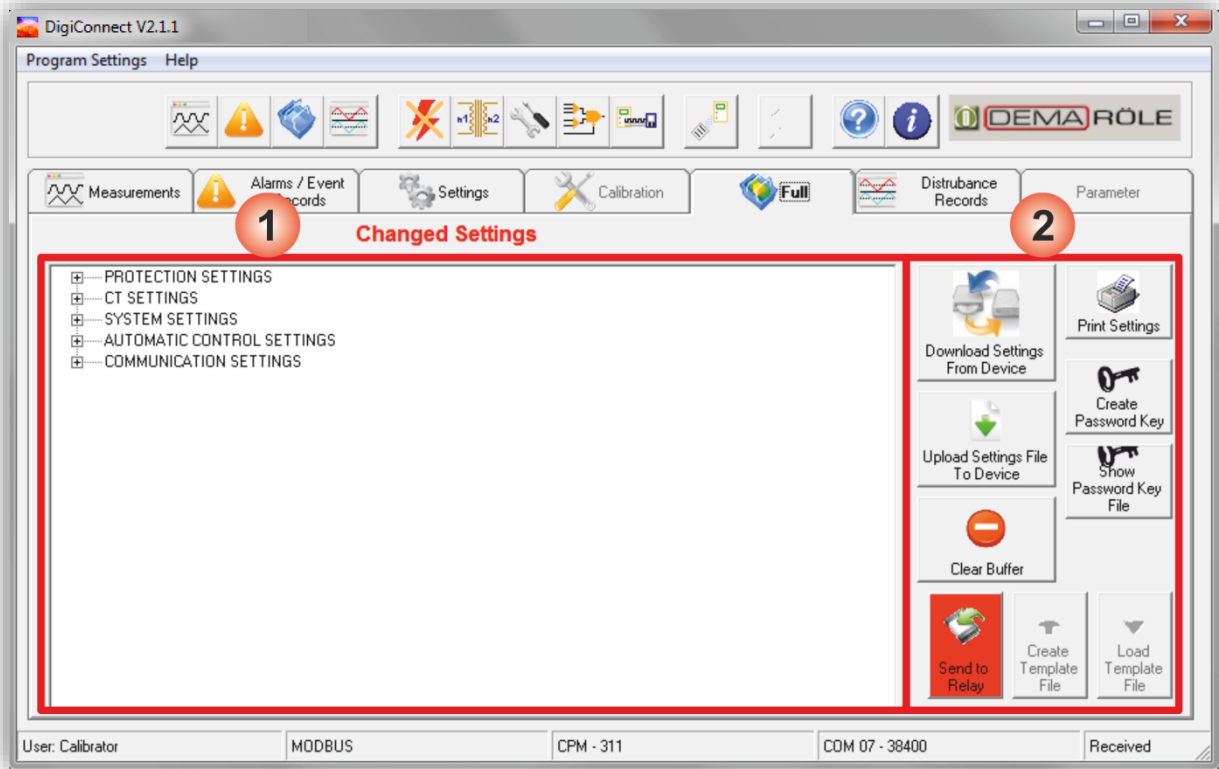 DigiConnect V2.1.1
Program Settings Help
h1 h2
DEMA RÖLE
Measurements
Alarms / Event
cords
Settings
Calibration
Full
Distrubance
Records
Parameter
1
2
Changed Settings
PROTECTION SETTINGS
CT SETTINGS
SYSTEM SETTINGS
AUTOMATIC CONTROL SETTINGS
COMMUNICATION SETTINGS
Download Settings
From Device
Print Settings
Create
Password Key
Upload Settings File
To Device
Show
Password Key
File
Clear Buffer
Send to
Relay
Create
Template
File
Load
Template
File
User: Calibrator
MODBUS
CPM - 311
COM 07 - 38400
Received